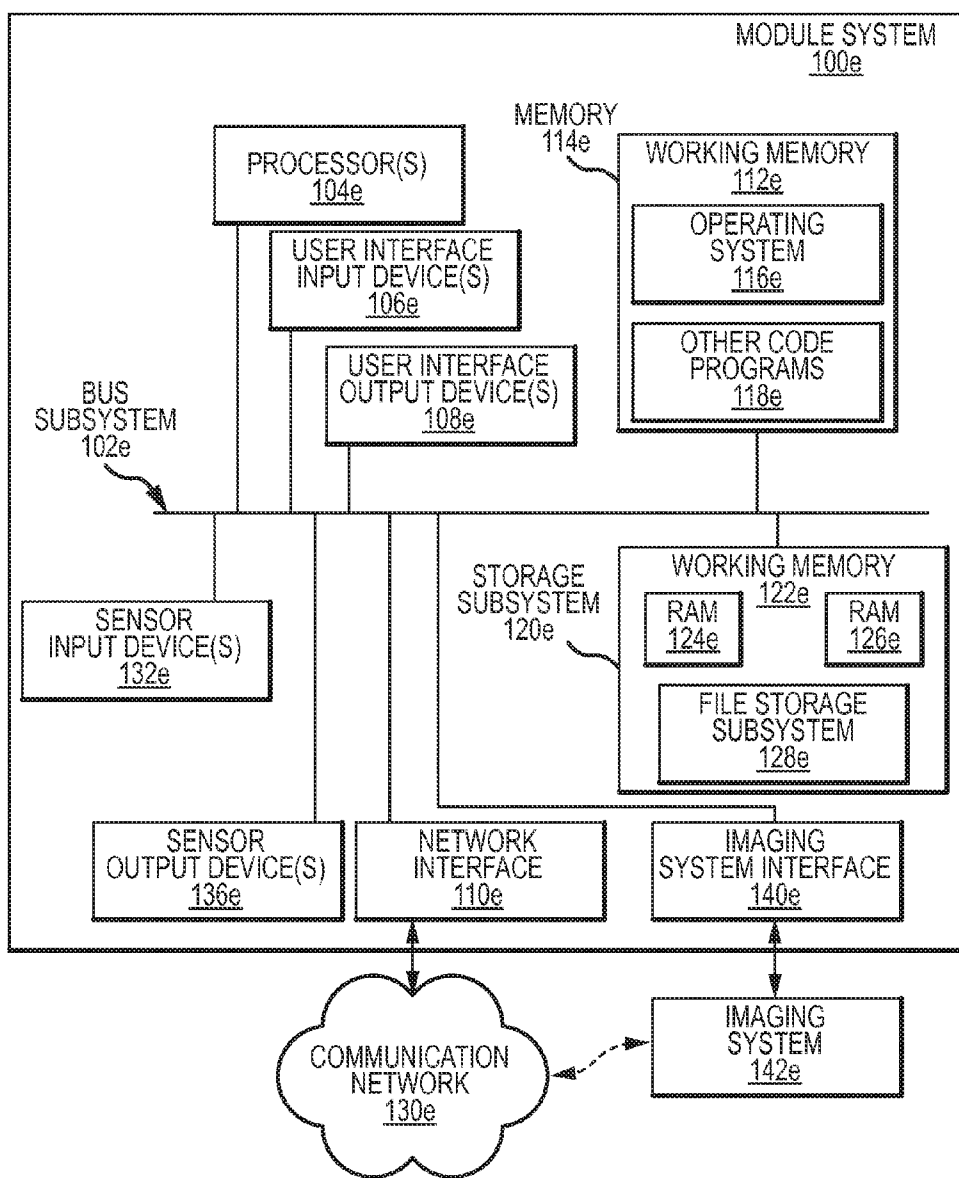 MODULE SYSTEM
100e
PROCESSOR(S)
104e
USER INTERFACE
INPUT DEVICE(S)
106e
USER INTERFACE
OUTPUT DEVICE(S)
108e
MEMORY
114e
WORKING MEMORY
112e
OPERATING
SYSTEM
116e
OTHER CODE
PROGRAMS
118e
BUS
SUBSYSTEM
102e
SENSOR
INPUT DEVICE(S)
132e
STORAGE
SUBSYSTEM
120e
WORKING MEMORY
122e
RAM
124e
RAM
126e
FILE STORAGE
SUBSYSTEM
128e
SENSOR
OUTPUT DEVICE(S)
136e
NETWORK
INTERFACE
110e
IMAGING
SYSTEM INTERFACE
140e
COMMUNICATION
NETWORK
130e
IMAGING
SYSTEM
142e